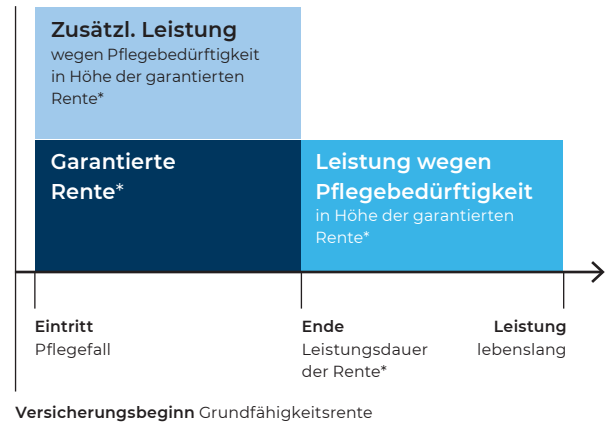 Zusätzl. Leistung
wegen Pflegebedürftigkeit
in Höhe der garantierten
Rente*
Garantierte
Rente*
Leistung wegen
Pflegebedürftigkeit
in Höhe der garantierten
Rente*
Eintritt
Pflegefall
Ende
Leistungsdauer
der Rente*
Leistung
lebenslang
Versicherungsbeginn Grundfähigkeitsrente